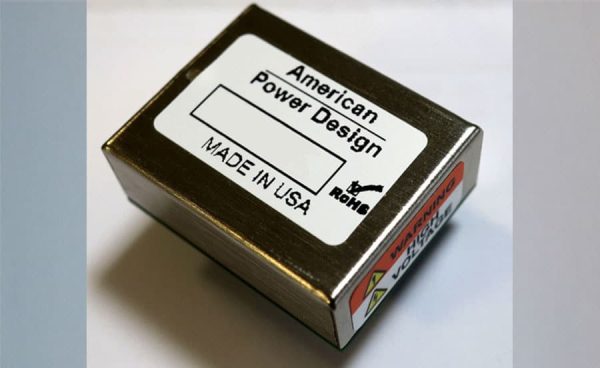 American
Power Design
MADE IN USA
RoHS
WARNING
HIGH
VOLTAGE